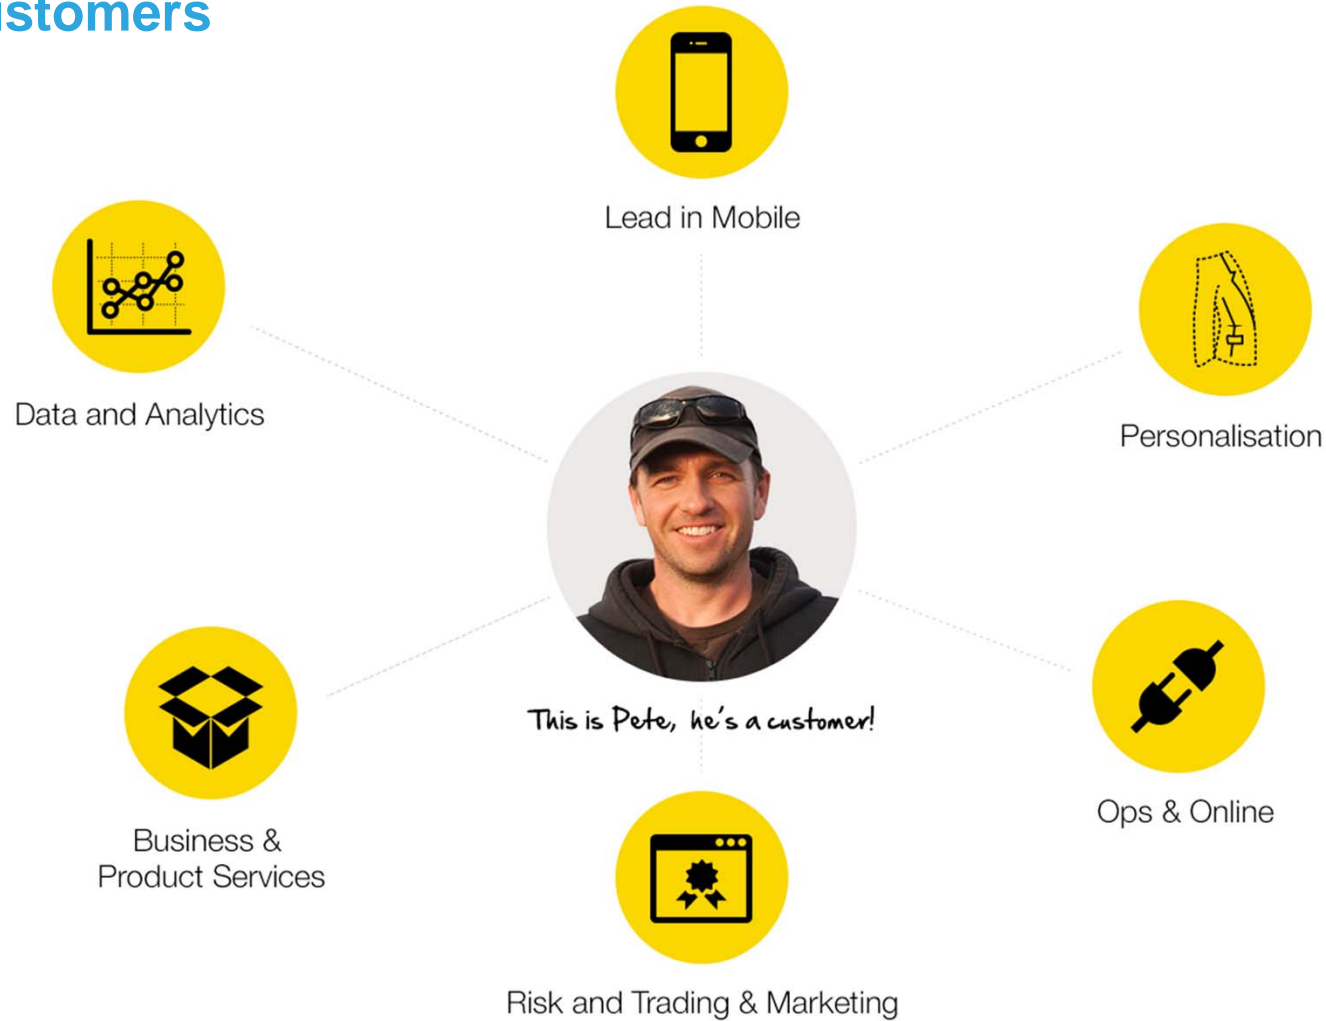 Lead in Mobile
Data and Analytics
Personalisation
This is Pete, he's a customer!
Ops & Online
Business &
Product Services
Risk and Trading & Marketing